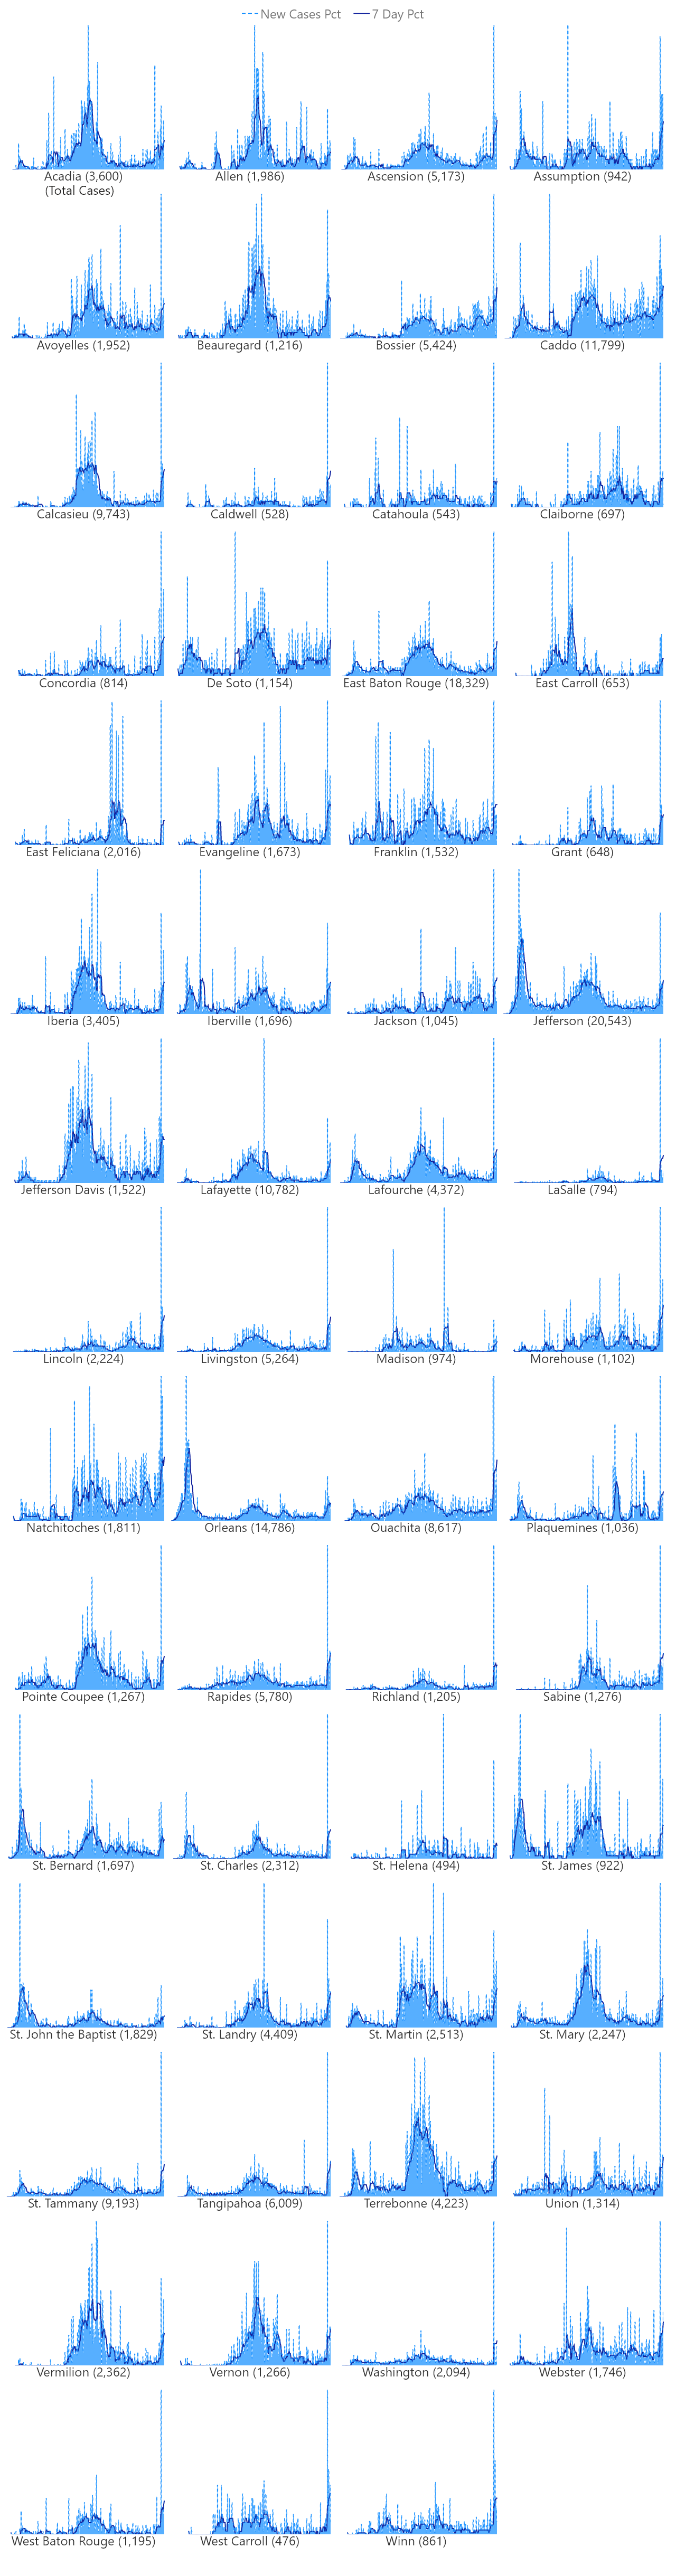 New Cases Pct 7 Day Pct
Acadia (3,600) Allen (1,986) Ascension (5,173) Assumption (942)
(Total Cases)
Avoyelles (1,952) Beauregard (1,216) Bossier (5,424) Caddo (11,799)
Calcasieu (9,743) Caldwell (528) Catahoula (543) Claiborne (697)
Concordia (814) De Soto (1,154) East Baton Rouge (18,329) East Carroll (653)
East Feliciana (2,016) Evangeline (1,673) Franklin (1,532) Grant (648)
Iberia (3,405) Iberville (1,696) Jackson (1,045) Jefferson (20,543)
Jefferson Davis (1,522) Lafayette (10,782) Lafourche (4,372) LaSalle (794)
Lincoln (2,224) Livingston (5,264) Madison (974) Morehouse (1,102)
Natchitoches (1,811) Orleans (14,786) Ouachita (8,617) Plaquemines (1,036)
Pointe Coupee (1,267) Rapides (5,780) Richland (1,205) Sabine (1,276)
St. Bernard (1,697) St. Charles (2,312) St. Helena (494) St. James (922)
St. John the Baptist (1,829) St. Landry (4,409) St. Martin (2,513) St. Mary (2,247)
St. Tammany (9,193) Tangipahoa (6,009) Terrebonne (4,223) Union (1,314)
Vermilion (2,362) Vernon (1,266) Washington (2,094) Webster (1,746)
West Baton Rouge (1,195) West Carroll (476) Winn (861)